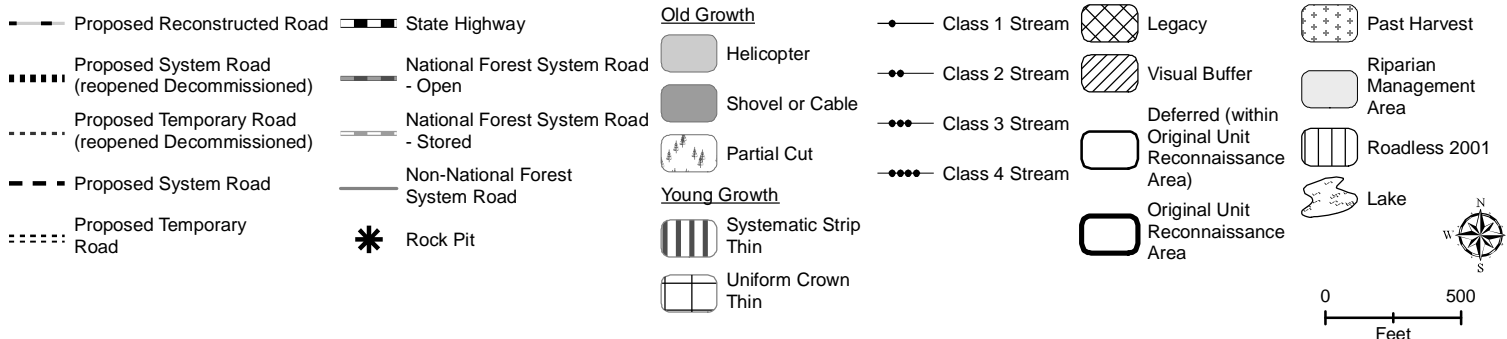 Proposed Reconstructed Road
Proposed System Road
(reopened Decommissioned)
Proposed Temporary Road
(reopened Decommissioned)
Proposed System Road
Proposed Temporary
Road
State Highway
National Forest System Road
- Open
National Forest System Road
- Stored
Non-National Forest
System Road
Rock Pit
Old Growth
Helicopter
Shovel or Cable
Partial Cut
Young Growth
Systematic Strip
Thin
Uniform Crown
Thin
Class 1 Stream
Class 2 Stream
Class 3 Stream
Class 4 Stream
Legacy
Visual Buffer
Deferred (within
Original Unit
Reconnaissance
Area)
Original Unit
Reconnaissance
Area
Past Harvest
Riparian
Management
Area
Roadless 2001
Lake
N
W E
S
0 500
Feet